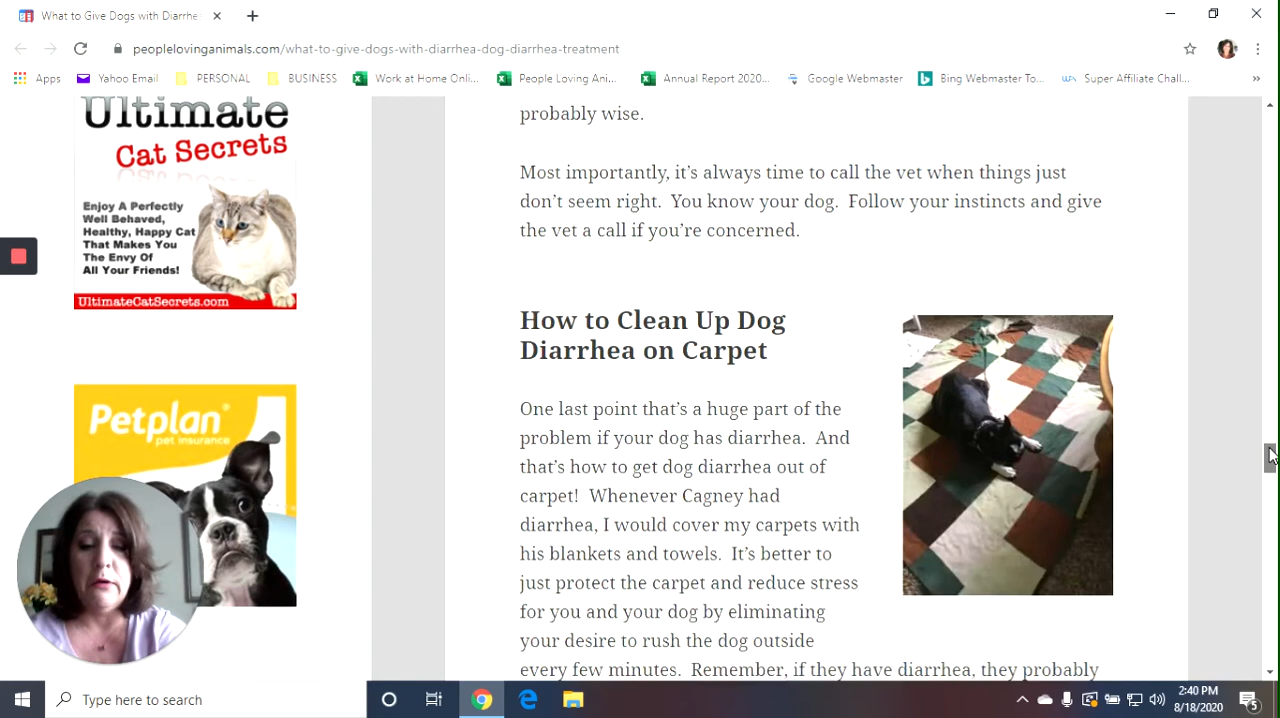 What to Give Dogs with Diarrhe
peoplelovinganimals.com/what-to-give-dogs-with-diarrhea-dog-diarrhea-treatment
Apps
Yahoo Email
PERSONAL
BUSINESS
Work at Home Onli...
People Loving Ani...
Annual Report 2020...
Google Webmaster
Bing Webmaster To...
Super Affiliate Chall...
»
Ultimate
Cat Secrets
Enjoy A Perfectly
Well Behaved,
Healthy, Happy Cat
That Makes You
The Envy Of
All Your Friends!
UltimateCatSecrets.com
Petplan®
pet insurance
probably wise.
Most importantly, it's always time to call the vet when things just
don't seem right. You know your dog. Follow your instincts and give
the vet a call if you're concerned.
How to Clean Up Dog
Diarrhea on Carpet
One last point that's a huge part of the
problem if your dog has diarrhea. And
that's how to get dog diarrhea out of
carpet! Whenever Cagney had
diarrhea, I would cover my carpets with
his blankets and towels. It's better to
just protect the carpet and reduce stress
for you and your dog by eliminating
your desire to rush the dog outside
every few minutes. Remember, if they have diarrhea, they probably
Type here to search
2:40 PM
8/18/2020
5